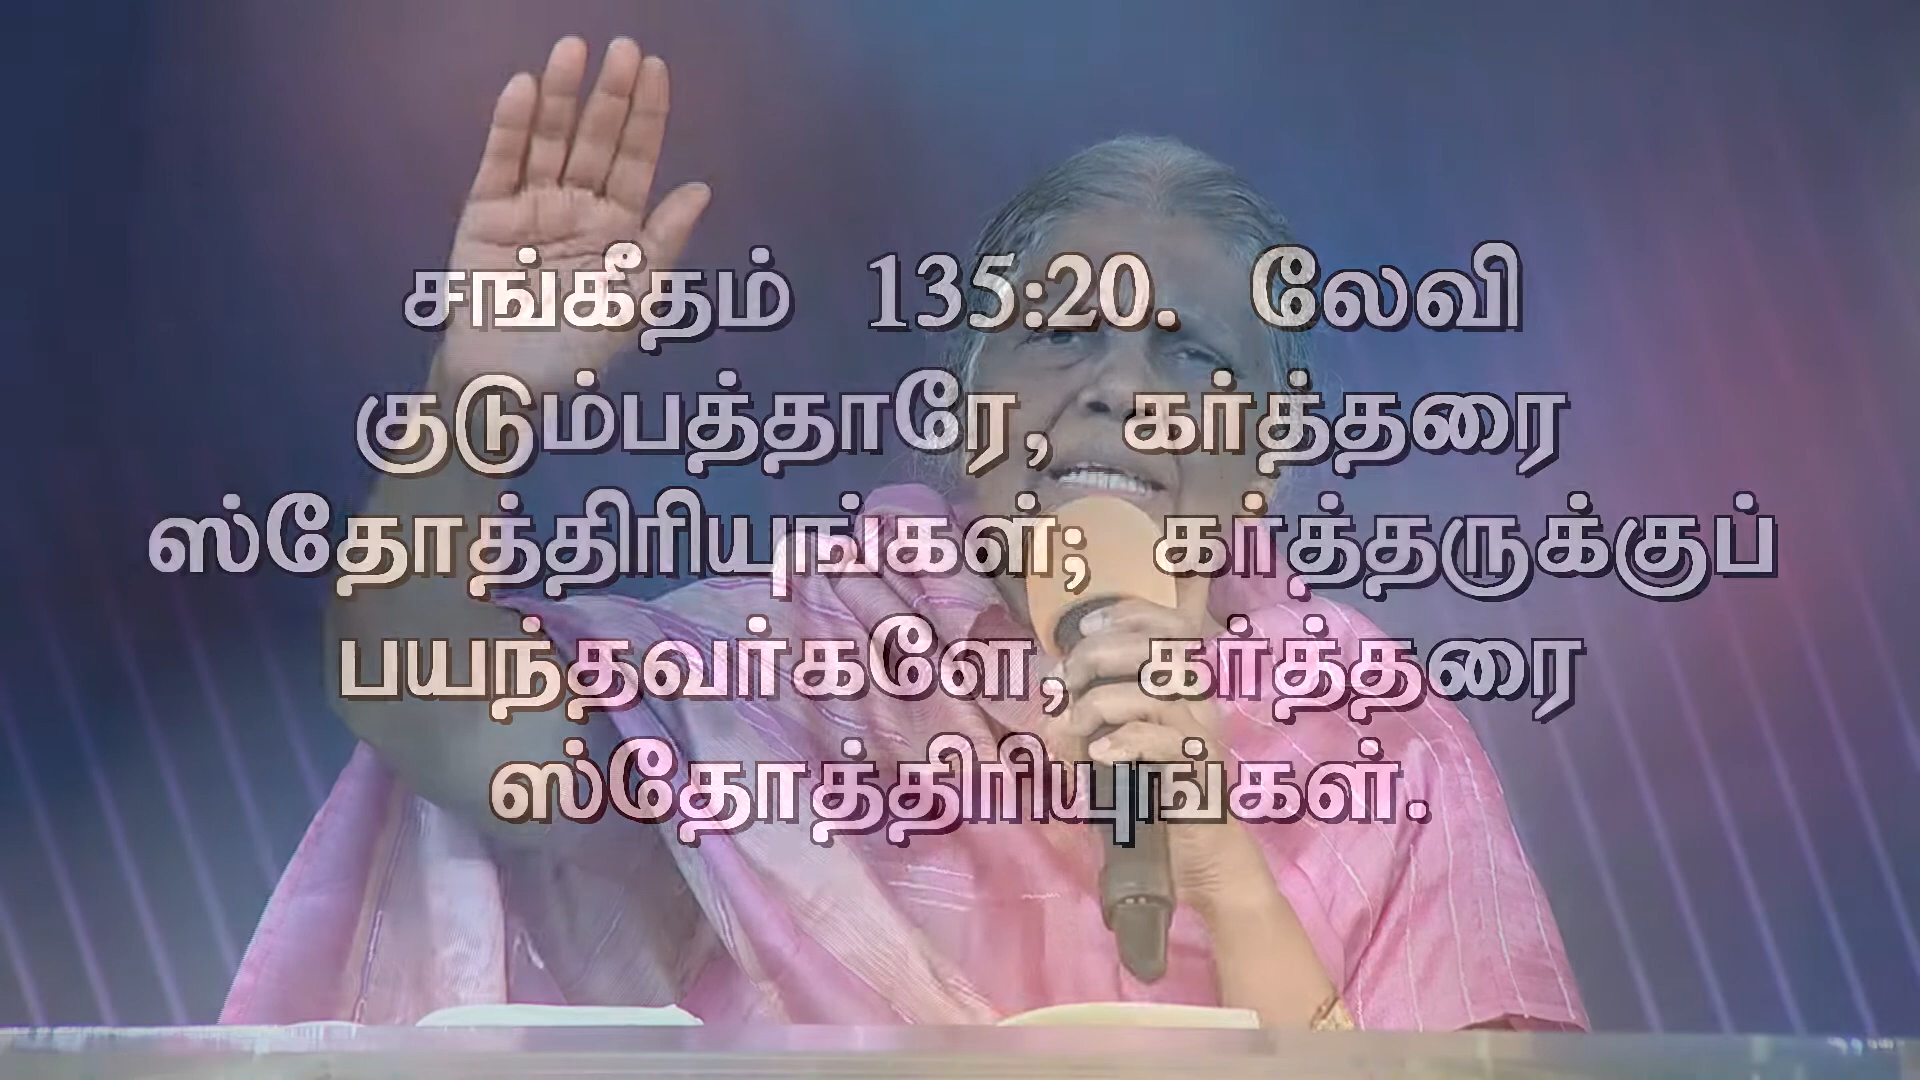 சங்கீதம் 135:20. லேவி
குடும்பத்தாரே, கர்த்தரை
ஸ்தோத்திரியுங்கள்; கர்த்தருக்குப்
பயந்தவர்களே, கர்த்தரை
ஸ்தோத்திரியுங்கள்.